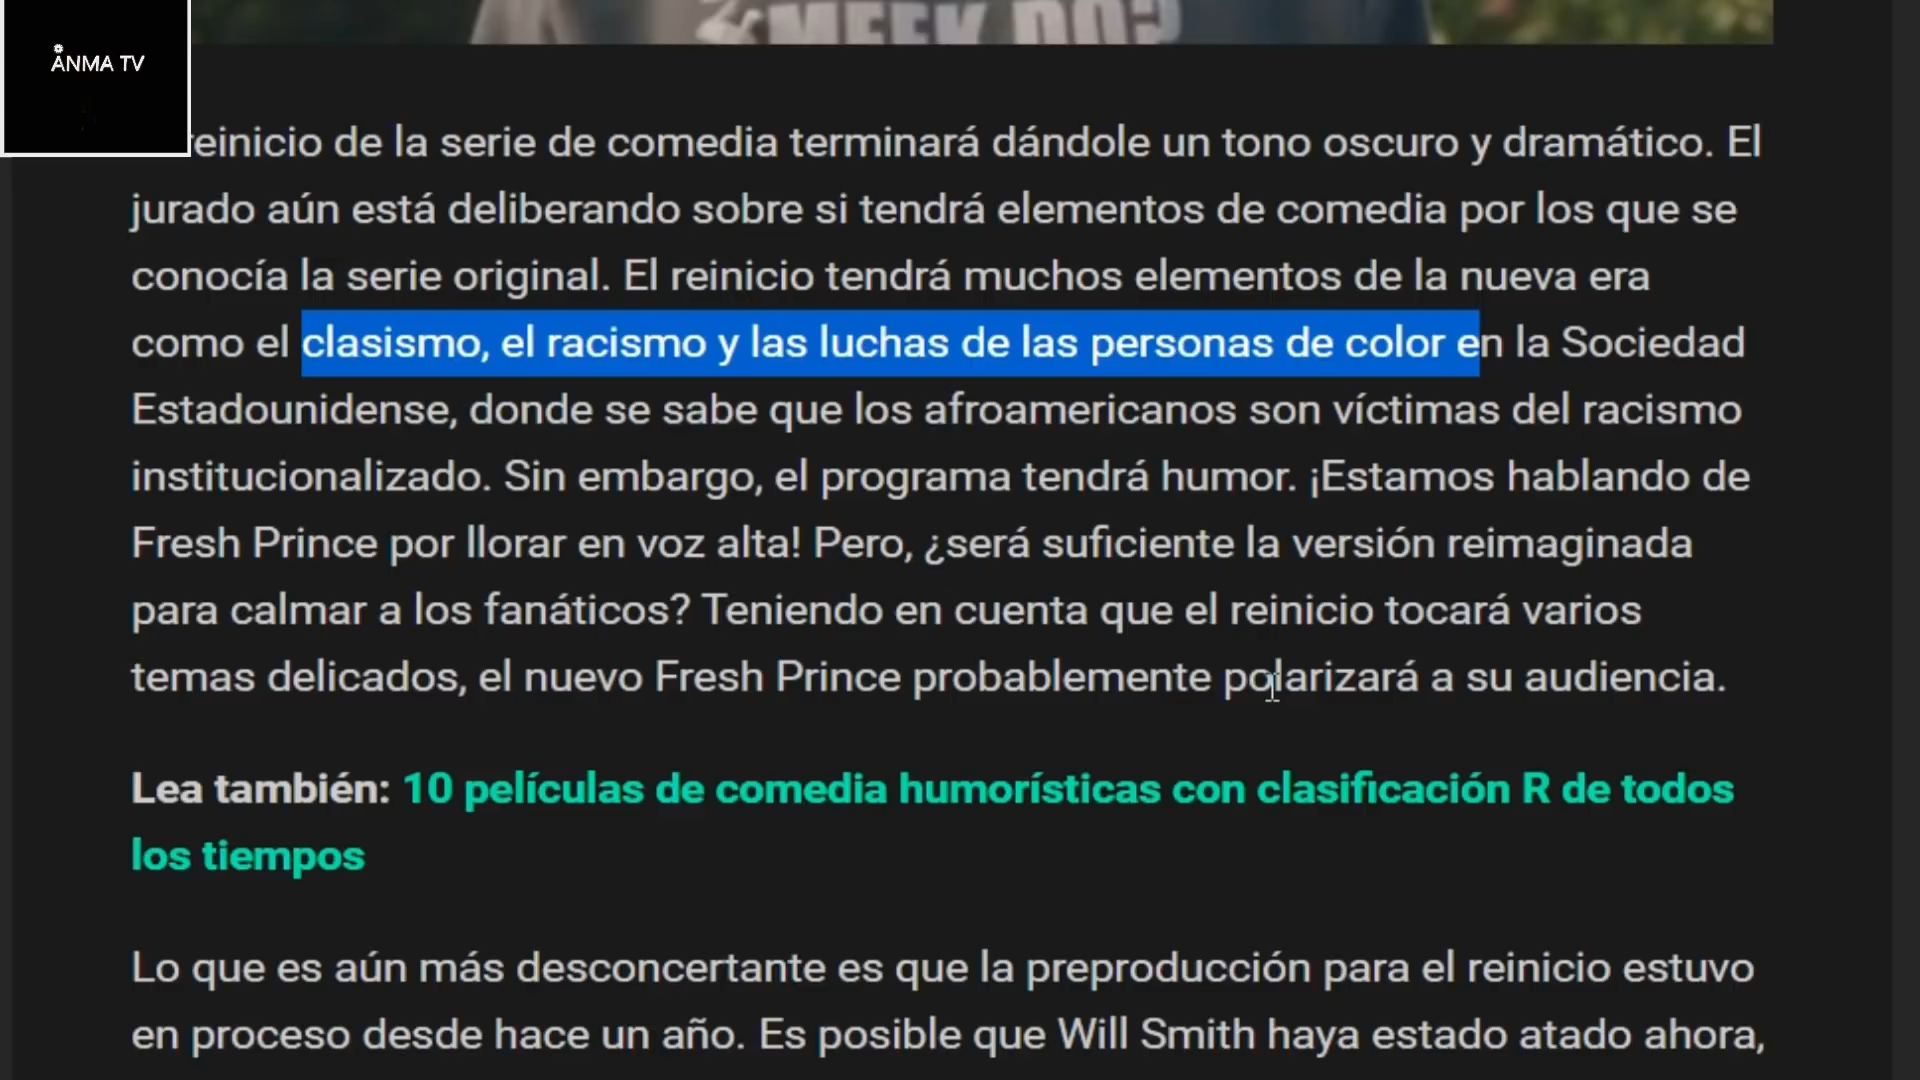 MEEK DO?
ANMA TV
reinicio de la serie de comedia terminará dándole un tono oscuro y dramático. El
jurado aún está deliberando sobre si tendrá elementos de comedia por los que se
conocía la serie original. El reinicio tendrá muchos elementos de la nueva era
como el clasismo, el racismo y las luchas de las personas de color en la Sociedad
Estadounidense, donde se sabe que los afroamericanos son víctimas del racismo
institucionalizado. Sin embargo, el programa tendrá humor. ¡Estamos hablando de
Fresh Prince por llorar en voz alta! Pero, ¿será suficiente la versión reimaginada
para calmar a los fanáticos? Teniendo en cuenta que el reinicio tocará varios
temas delicados, el nuevo Fresh Prince probablemente polarizará a su audiencia.
Lea también: 10 películas de comedia humorísticas con clasificación R de todos
los tiempos
Lo que es aún más desconcertante es que la preproducción para el reinicio estuvo
en proceso desde hace un año. Es posible que Will Smith haya estado atado ahora,